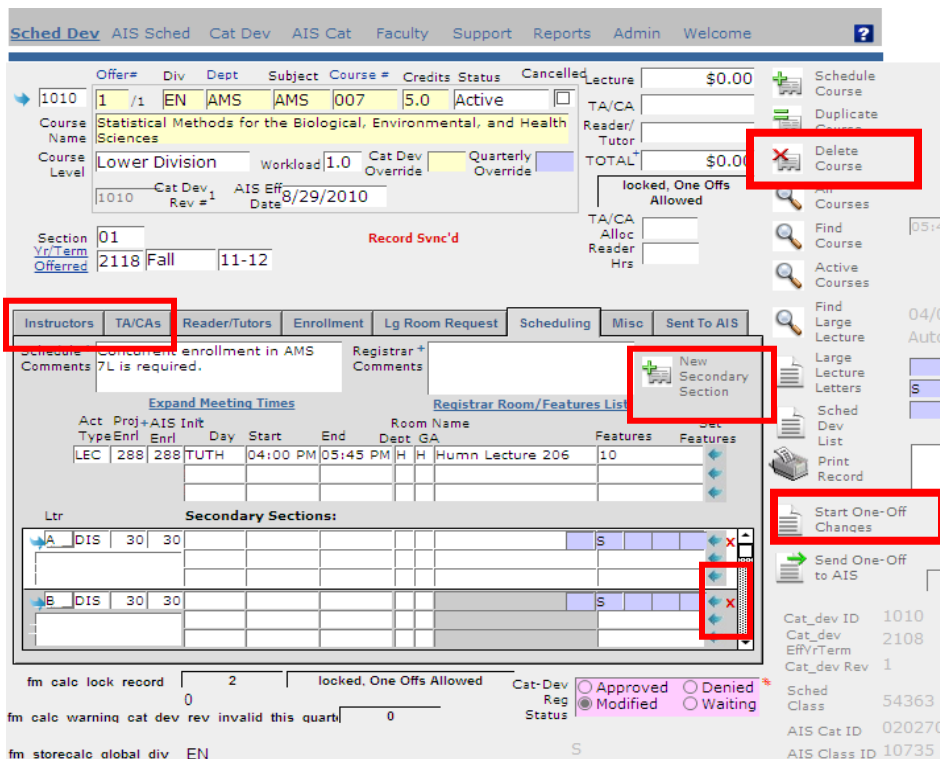 Sched Dev AIS Sched Cat Dev AIS Cat Faculty Support Reports Admin Welcome ?
Offer# Div Dept Subject Course # Credits Status Cancelled Lecture $0.00 Schedule Course
1010 1 /1 EN AMS AMS 007 5.0 Active TA/CA Duplicate
Course Name Statistical Methods for the Biological, Environmental, and Health Sciences Reader/ Tutor Delete Course
Course Level Lower Division Workload 1.0 Cat Dev Override Quarterly Override TOTAL + $0.00
1010 Cat Dev Rev # 1 AIS Eff Date 8/29/2010 locked, One Offs Allowed Courses
Section 01 Record Sync'd TA/CA Alloc Find Course 05:4
Yr/Term Offerred 2118 Fall 11-12 Reader Hrs Active Courses
Find Large Lecture 04/0 Auto
Instructors TA/CAs Reader/Tutors Enrollment Lg Room Request Scheduling Misc Sent To AIS
Comments Concurrent enrollment in AMS 7L is required. Registrar + Comments New Secondary Section Large Lecture Letters S
Expand Meeting Times Registrar Room/Features List Sched Dev List
Act Type Proj Enrl +AIS Enrl Init Day Start End Room Dept GA Name Features Set Features
LEC 288 288 TUTH 04:00 PM 05:45 PM H H Humn Lecture 206 10 Print Record
Ltr Secondary Sections: Start One-Off Changes
A DIS 30 30 S x
Send One-Off to AIS
B DIS 30 30 S x
Cat_dev ID 1010
Cat_dev EffYrTerm 2108
Cat_dev Rev 1
fm calc lock record 2 locked, One Offs Allowed Cat-Dev Reg Status Approved Denied Modified Waiting *
0
Sched Class 54363
fm calc warning cat dev rev invalid this quart 0
AIS Cat ID 020270
fm storecalc global div EN S AIS Class ID 10735